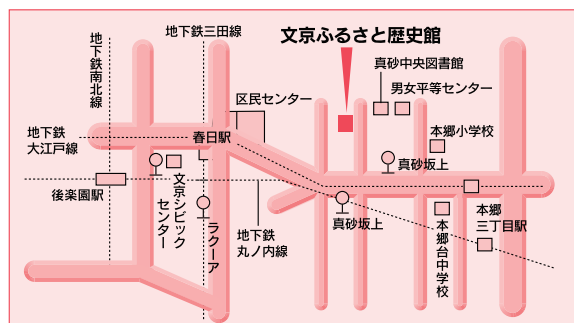 地下鉄三田線
文京ふるさと歴史館
地下鉄南北線
真砂中央図書館
男女平等センター
区民センター
地下鉄
大江戸線
春日駅
本郷小学校
真砂坂上
後楽園駅
文京シビック
センター
ラクーア
地下鉄
丸ノ内線
真砂坂上
本郷台中学校
本郷
三丁目駅